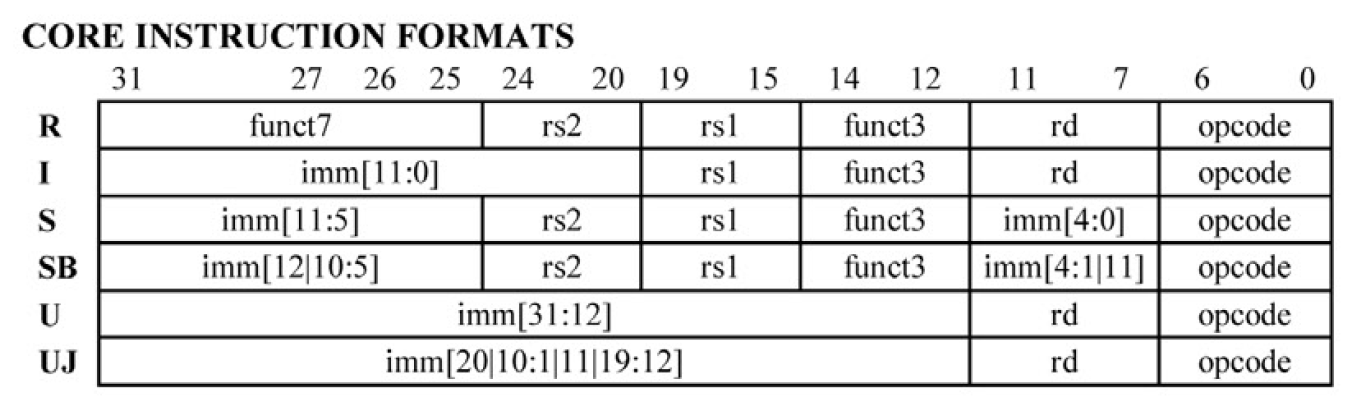 CORE INSTRUCTION FORMATS
31 27 26 25 24 20 19 15 14 12 11 7 6 0
R funct7 rs2 rs1 funct3 rd opcode
I imm[11:0] rs1 funct3 rd opcode
S imm[11:5] rs2 rs1 funct3 imm[4:0] opcode
SB imm[12|10:5] rs2 rs1 funct3 imm[4:1|11] opcode
U imm[31:12] rd opcode
UJ imm[20|10:1|11|19:12] rd opcode